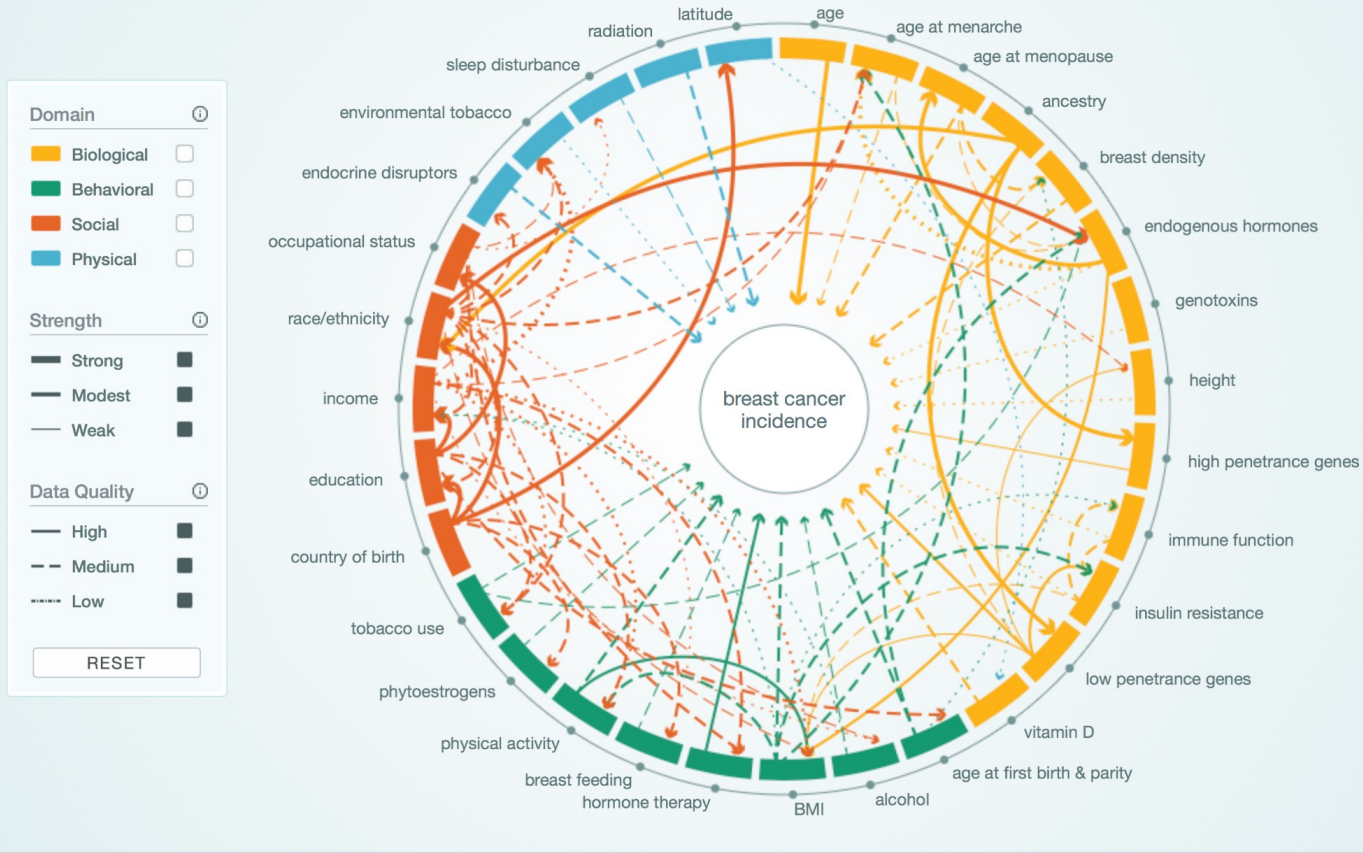 Domain
Biological
Behavioral
Social
Physical
Strength
Strong
Modest
Weak
Data Quality
High
Medium
Low
RESET
latitude
age
radiation
age at menarche
sleep disturbance
age at menopause
environmental tobacco
ancestry
endocrine disruptors
breast density
occupational status
endogenous hormones
race/ethnicity
genotoxins
income
height
breast cancer
incidence
education
high penetrance genes
country of birth
immune function
tobacco use
insulin resistance
phytoestrogens
low penetrance genes
physical activity
vitamin D
breast feeding
age at first birth & parity
hormone therapy
alcohol
BMI